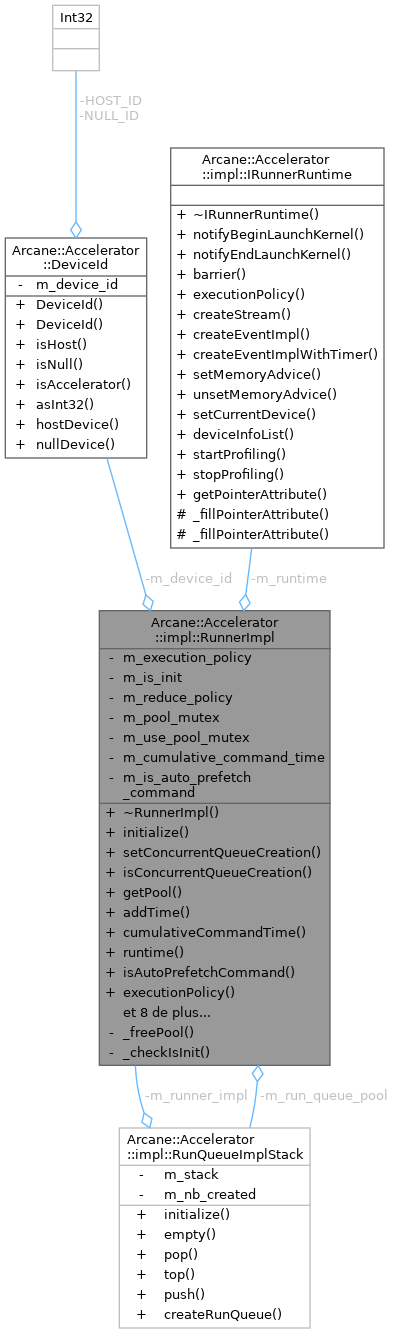 Int32
-HOST_ID
-NULL_ID
Arcane::Accelerator
::impl::IRunnerRuntime
+ ~IRunnerRuntime()
+ notifyBeginLaunchKernel()
+ notifyEndLaunchKernel()
+ barrier()
+ executionPolicy()
+ createStream()
+ createEventImpl()
+ createEventImplWithTimer()
+ setMemoryAdvice()
+ unsetMemoryAdvice()
+ setCurrentDevice()
+ deviceInfoList()
+ startProfiling()
+ stopProfiling()
+ getPointerAttribute()
# _fillPointerAttribute()
# _fillPointerAttribute()
Arcane::Accelerator
::DeviceId
- m_device_id
+ DeviceId()
+ DeviceId()
+ isHost()
+ isNull()
+ isAccelerator()
+ asInt32()
+ hostDevice()
+ nullDevice()
-m_device_id
-m_runtime
Arcane::Accelerator
::impl::RunnerImpl
- m_execution_policy
- m_is_init
- m_reduce_policy
- m_pool_mutex
- m_use_pool_mutex
- m_cumulative_command_time
- m_is_auto_prefetch
_command
+ ~RunnerImpl()
+ initialize()
+ setConcurrentQueueCreation()
+ isConcurrentQueueCreation()
+ getPool()
+ addTime()
+ cumulativeCommandTime()
+ runtime()
+ isAutoPrefetchCommand()
+ executionPolicy()
et 8 de plus...
- _freePool()
- _checkIsInit()
-m_runner_impl
-m_run_queue_pool
Arcane::Accelerator
::impl::RunQueueImplStack
- m_stack
- m_nb_created
+ initialize()
+ empty()
+ pop()
+ top()
+ push()
+ createRunQueue()